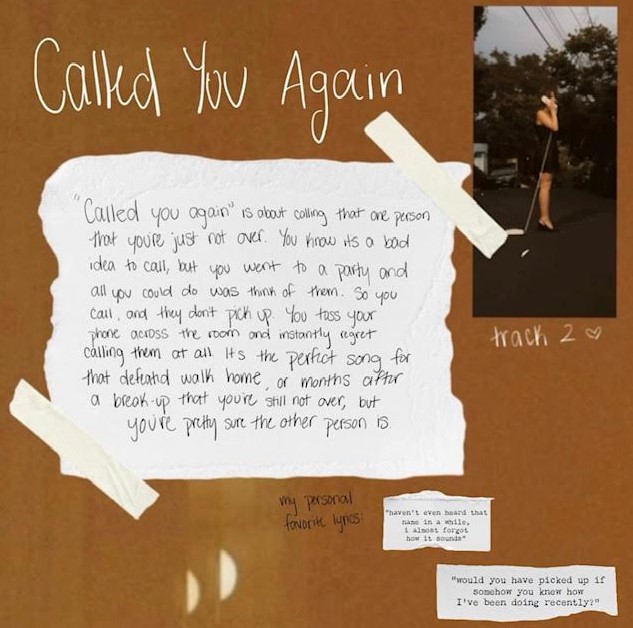 Called You Again
"Called you again" is about calling that one person
that you're just not over. You know its a bad
idea to call, but you went to a party and
all you could do was think of them. So you
call, and they don't pick up. You toss your
phone across the room and instantly regret
calling them at all. It's the perfect song for
that defeated walk home, or months after
a break-up that you're still not over, but
you're pretty sure the other person is.
track 2 ♡
my personal
favorite lyrics:
"haven't even heard that
name in a while,
i almost forgot
how it sounds"
"would you have picked up if
somehow you knew how
I've been doing recently?"